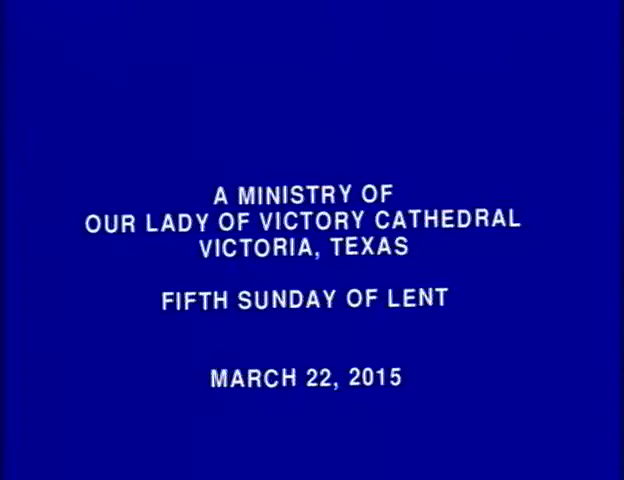 A MINISTRY OF
OUR LADY OF VICTORY CATHEDRAL
VICTORIA, TEXAS
FIFTH SUNDAY OF LENT
MARCH 22, 2015